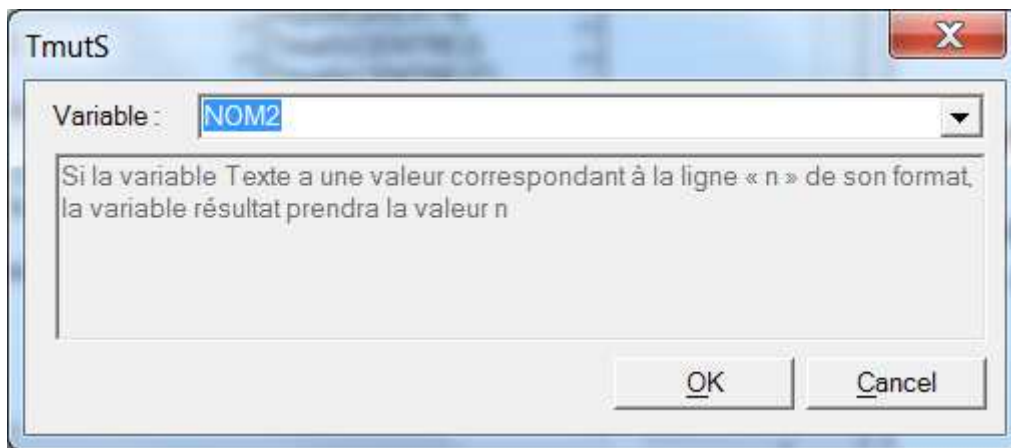 TmutS
Variable :
NOM2
Si la variable Texte a une valeur correspondant à la ligne « n » de son format,
la variable résultat prendra la valeur n
OK
Cancel